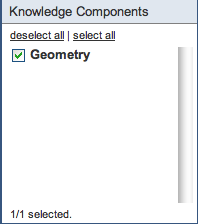 Knowledge Components
deselect all | select all
Geometry
1/1 selected.